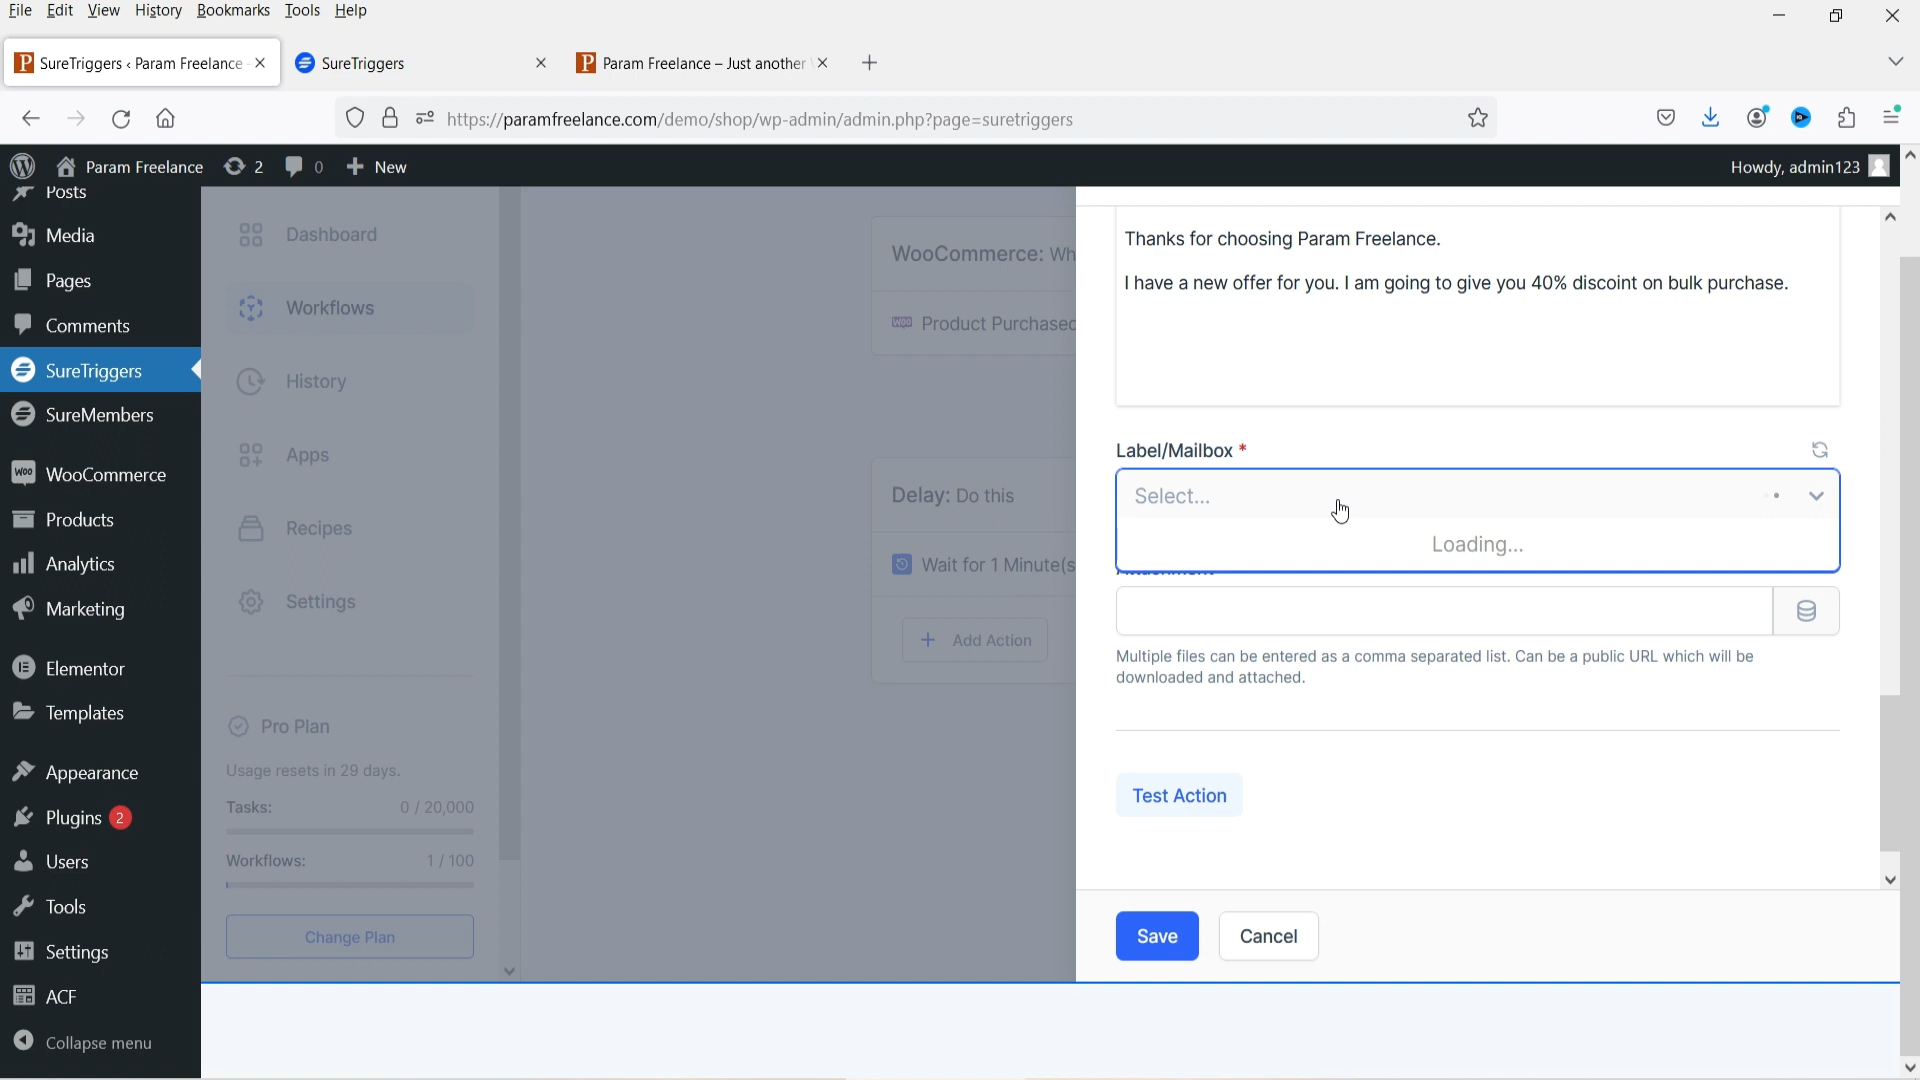 File Edit View History Bookmarks Tools Help
SureTriggers ‹ Param Freelance
SureTriggers
Param Freelance – Just another
https://paramfreelance.com/demo/shop/wp-admin/admin.php?page=suretriggers
Param Freelance 2 0 New
Howdy, admin123
Posts
Media
Pages
Comments
SureTriggers
SureMembers
WooCommerce
Products
Analytics
Marketing
Elementor
Templates
Appearance
Plugins 2
Users
Tools
Settings
ACF
Collapse menu
Dashboard
Workflows
History
Apps
Recipes
Settings
Pro Plan
Usage resets in 29 days.
Tasks: 0 / 20,000
Workflows: 1 / 100
Change Plan
WooCommerce: Wh
Product Purchased
Delay: Do this
Wait for 1 Minute(s
Add Action
Thanks for choosing Param Freelance.
I have a new offer for you. I am going to give you 40% discoint on bulk purchase.
Label/Mailbox *
Select...
Loading...
Multiple files can be entered as a comma separated list. Can be a public URL which will be
downloaded and attached.
Test Action
Save Cancel